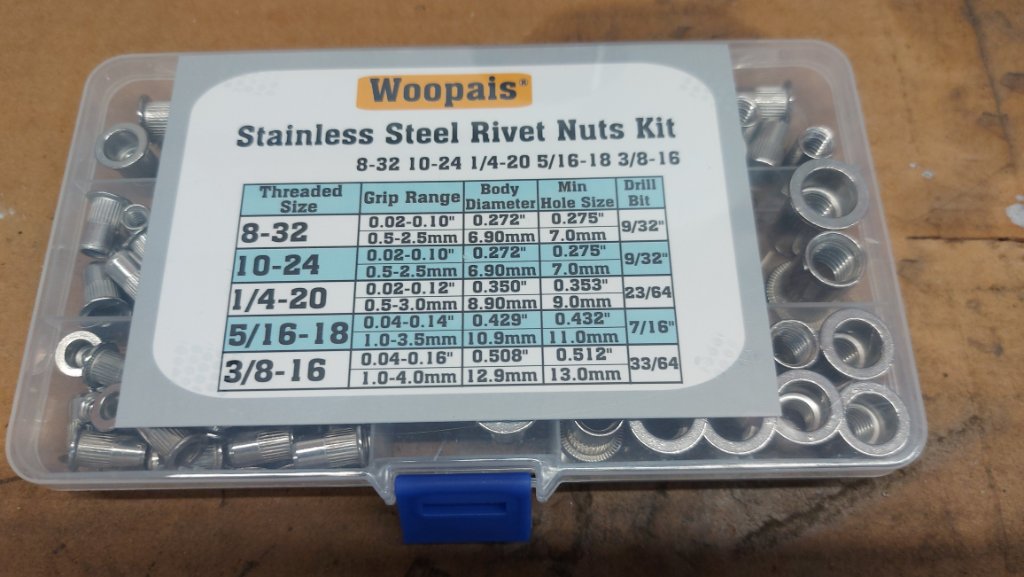 Woopais®
Stainless Steel Rivet Nuts Kit
8-32 10-24 1/4-20 5/16-18 3/8-16
Threaded Size Grip Range Body Diameter Min Hole Size Drill Bit
8-32 0.02-0.10" 0.272" 0.275" 9/32"
0.5-2.5mm 6.90mm 7.0mm
10-24 0.02-0.10" 0.272" 0.275" 9/32"
0.5-2.5mm 6.90mm 7.0mm
1/4-20 0.02-0.12" 0.350" 0.353" 23/64
0.5-3.0mm 8.90mm 9.0mm
5/16-18 0.04-0.14" 0.429" 0.432" 7/16"
1.0-3.5mm 10.9mm 11.0mm
3/8-16 0.04-0.16" 0.508" 0.512" 33/64
1.0-4.0mm 12.9mm 13.0mm